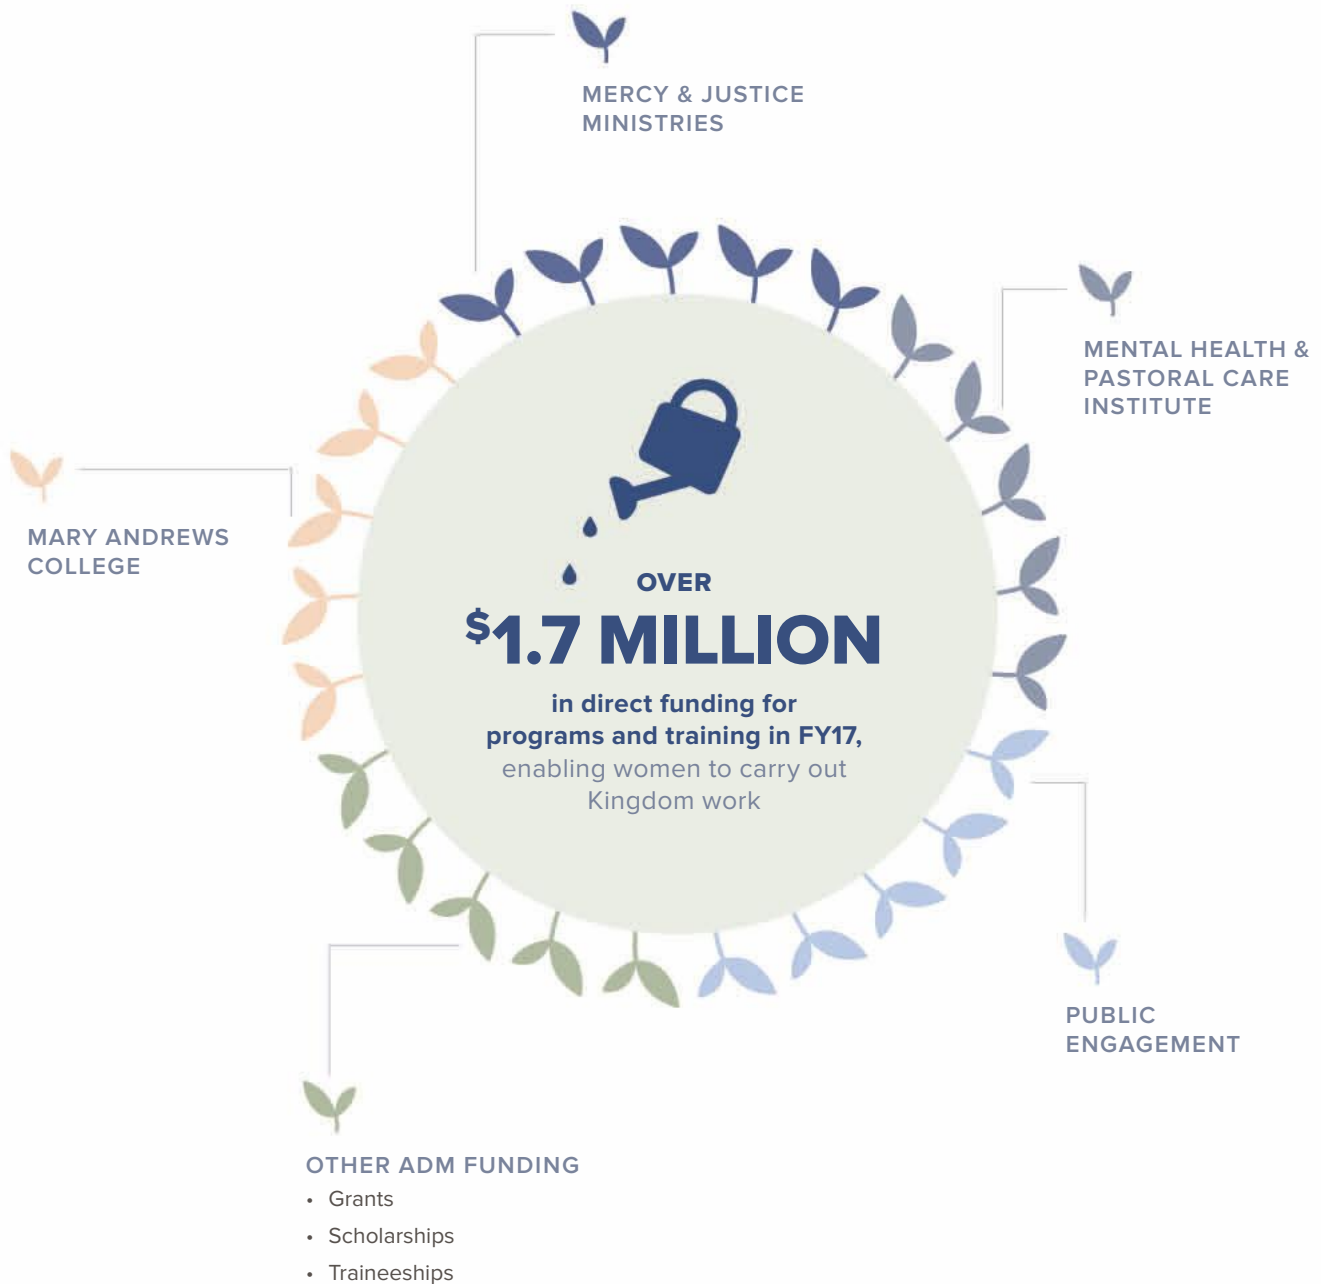 MERCY & JUSTICE
MINISTRIES
MENTAL HEALTH &
PASTORAL CARE
INSTITUTE
MARY ANDREWS
COLLEGE
OVER
$1.7 MILLION
in direct funding for
programs and training in FY17,
enabling women to carry out
Kingdom work
PUBLIC
ENGAGEMENT
OTHER ADM FUNDING
• Grants
• Scholarships
• Traineeships